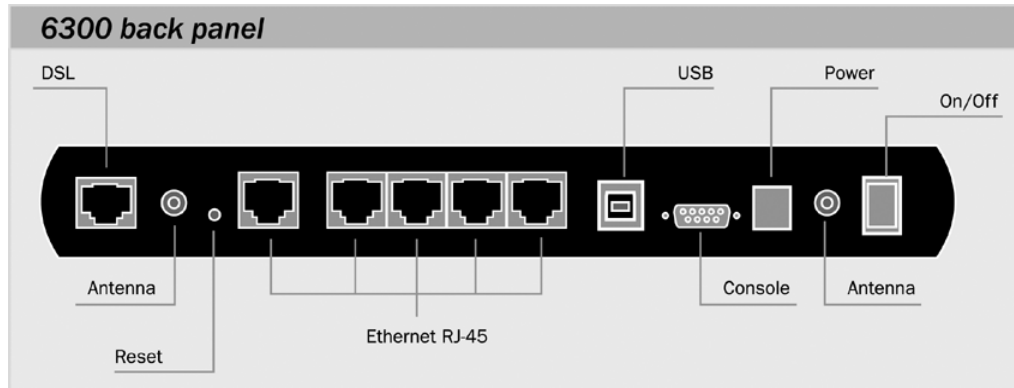 6300 back panel
DSL
USB
Power
On/Off
Antenna
Console
Antenna
Ethernet RJ-45
Reset